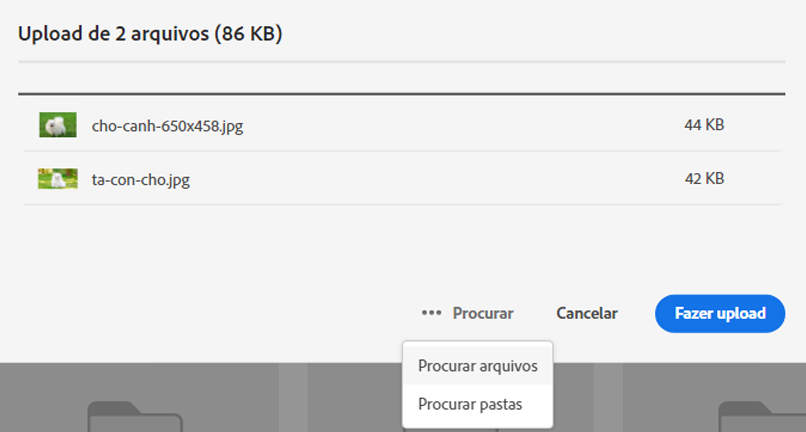 Upload de 2 arquivos (86 KB)
cho-canh-650x458.jpg 44 KB
ta-con-cho.jpg 42 KB
••• Procurar Cancelar Fazer upload
Procurar arquivos
Procurar pastas